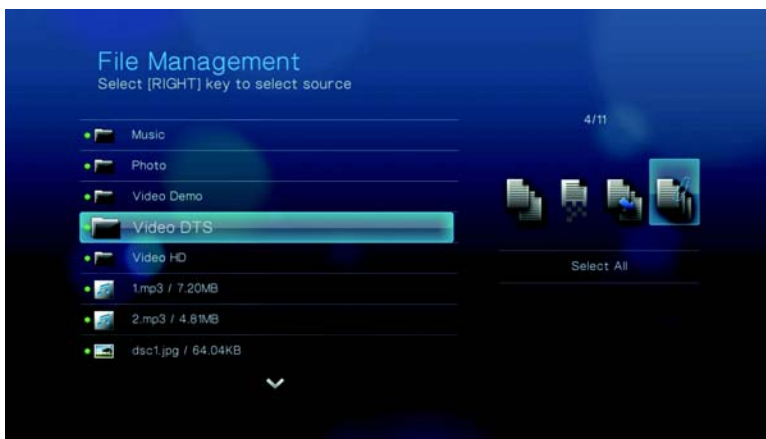 File Management
Select [RIGHT] key to select source
4/11
Music
Photo
Video Demo
Video DTS
Video HD
Select All
1.mp3 / 7.20MB
2.mp3 / 4.81MB
dsc1.jpg / 64.04KB